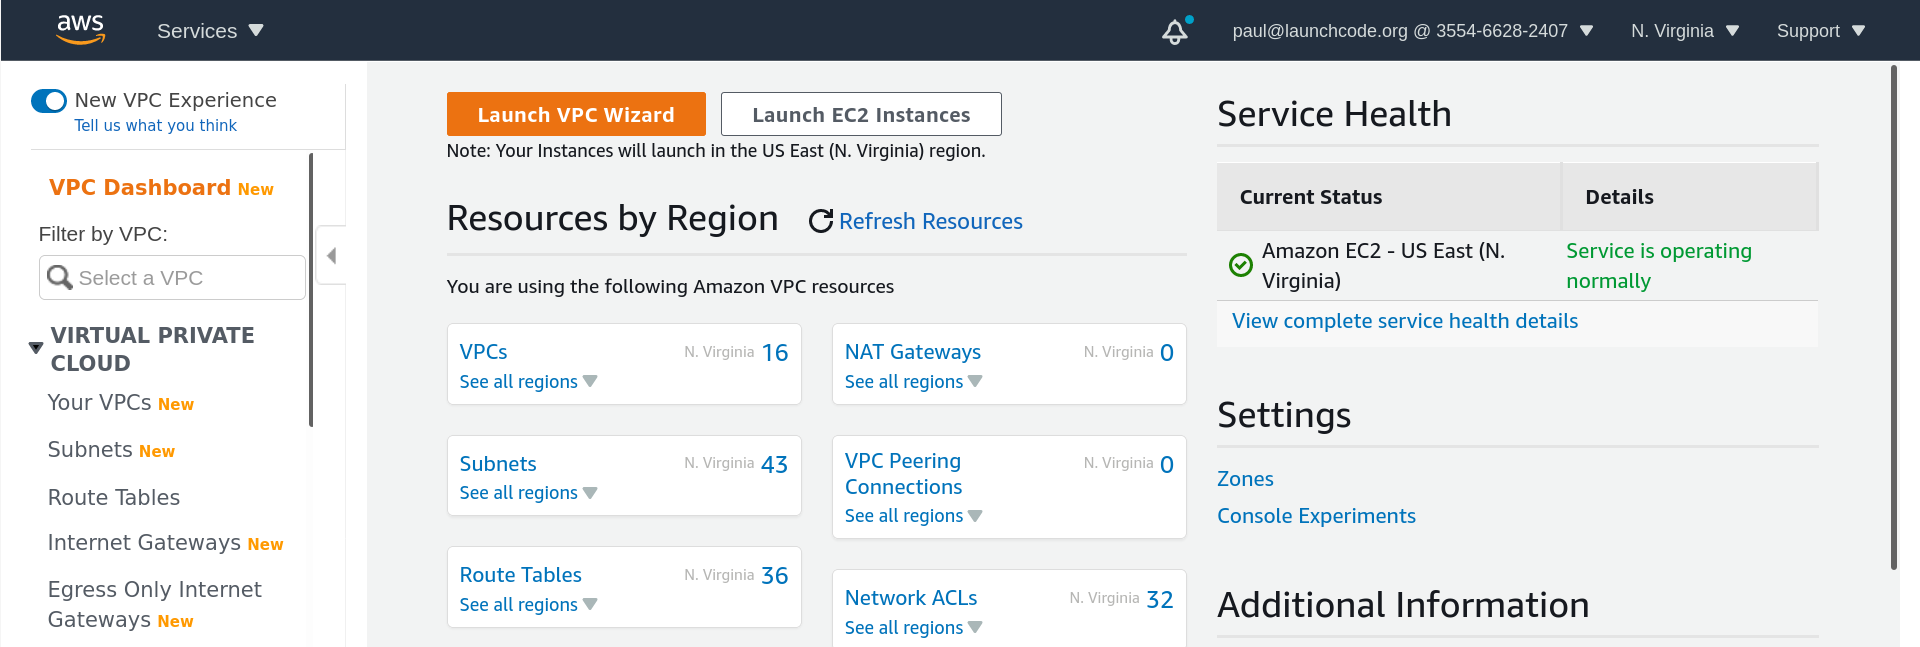 aws
Services
paul@launchcode.org @ 3554-6628-2407
N. Virginia
Support
New VPC Experience
Tell us what you think
VPC Dashboard New
Filter by VPC:
Select a VPC
VIRTUAL PRIVATE
CLOUD
Your VPCs New
Subnets New
Route Tables
Internet Gateways New
Egress Only Internet
Gateways New
Launch VPC Wizard
Launch EC2 Instances
Note: Your Instances will launch in the US East (N. Virginia) region.
Resources by Region
Refresh Resources
You are using the following Amazon VPC resources
VPCs N. Virginia 16
See all regions
NAT Gateways N. Virginia 0
See all regions
Subnets N. Virginia 43
See all regions
VPC Peering N. Virginia 0
Connections
See all regions
Route Tables N. Virginia 36
See all regions
Network ACLs N. Virginia 32
See all regions
Service Health
Current Status Details
Amazon EC2 - US East (N. Service is operating
Virginia) normally
View complete service health details
Settings
Zones
Console Experiments
Additional Information